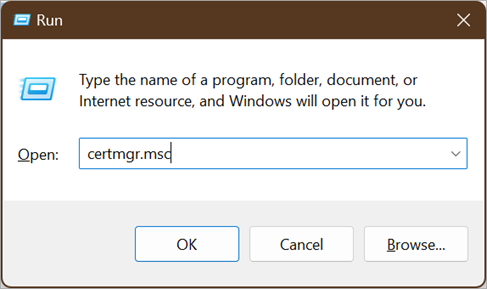 Run
Type the name of a program, folder, document, or
Internet resource, and Windows will open it for you.
Open: certmgr.msc
OK Cancel Browse...